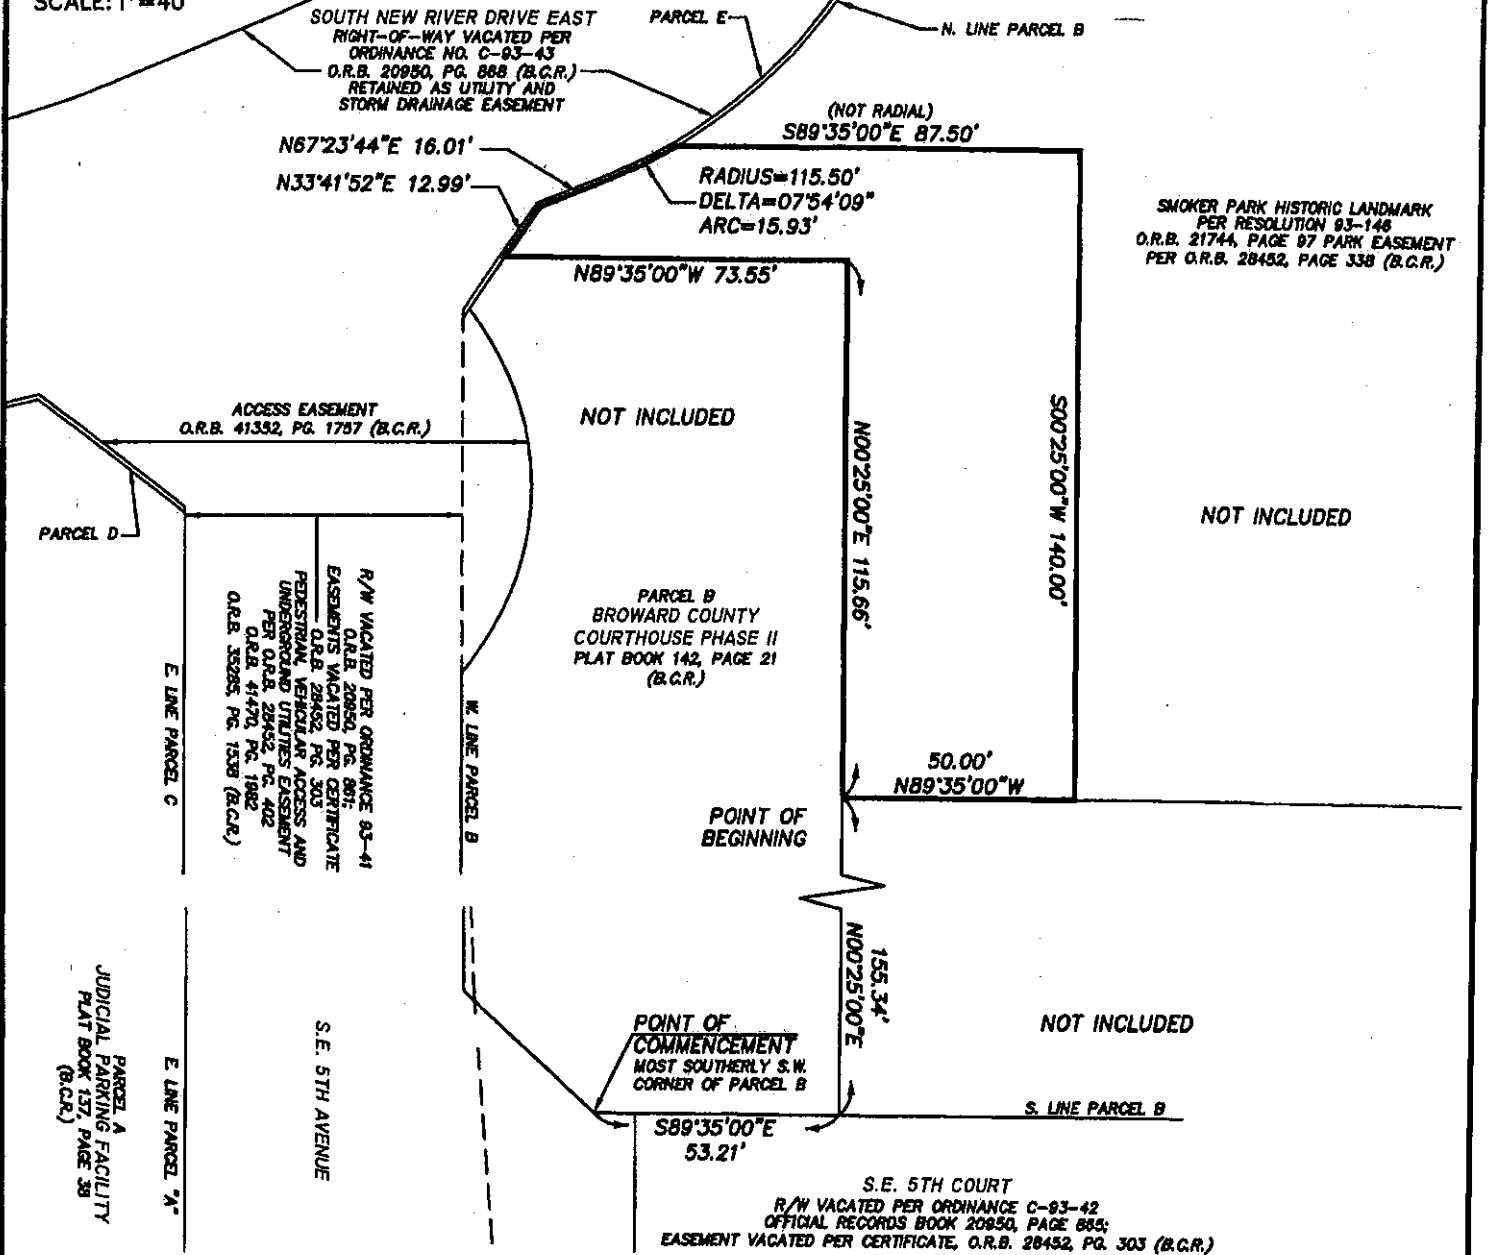 SCALE: 1"=40'
SOUTH NEW RIVER DRIVE EAST
RIGHT-OF-WAY VACATED PER
ORDINANCE NO. C-93-43
O.R.B. 20950, PG. 868 (B.C.R.)
RETAINED AS UTILITY AND
STORM DRAINAGE EASEMENT
PARCEL E
N. LINE PARCEL B
(NOT RADIAL)
S89°35'00"E 87.50'
N67°23'44"E 16.01'
N33°41'52"E 12.99'
RADIUS=115.50'
DELTA=07°54'09"
ARC=15.93'
SMOKER PARK HISTORIC LANDMARK
PER RESOLUTION 93-146
O.R.B. 21744, PAGE 97 PARK EASEMENT
PER O.R.B. 28452, PAGE 338 (B.C.R.)
N89°35'00"W 73.55'
ACCESS EASEMENT
O.R.B. 41352, PG. 1757 (B.C.R.)
NOT INCLUDED
N00°25'00"E 115.66'
S00°25'00"W 140.00'
NOT INCLUDED
PARCEL D
R/W VACATED PER ORDINANCE 93-41
O.R.B. 20950, PG. 861;
EASEMENTS VACATED PER CERTIFICATE
O.R.B. 28452, PG. 303
PEDESTRIAN, VEHICULAR ACCESS AND
UNDERGROUND UTILITIES EASEMENT
PER O.R.B. 28452, PG. 402
O.R.B. 41470, PG. 1982
O.R.B. 35285, PG. 1538 (B.C.R.)
PARCEL B
BROWARD COUNTY
COURTHOUSE PHASE II
PLAT BOOK 142, PAGE 21
(B.C.R.)
E. LINE PARCEL C
W. LINE PARCEL B
50.00'
N89°35'00"W
POINT OF
BEGINNING
155.34'
N00°25'00"E
PARCEL A
JUDICIAL PARKING FACILITY
PLAT BOOK 137, PAGE 38
(B.C.R.)
E. LINE PARCEL "A"
S.E. 5TH AVENUE
POINT OF
COMMENCEMENT
MOST SOUTHERLY S.W.
CORNER OF PARCEL B
NOT INCLUDED
S. LINE PARCEL B
S89°35'00"E
53.21'
S.E. 5TH COURT
R/W VACATED PER ORDINANCE C-93-42
OFFICIAL RECORDS BOOK 20950, PAGE 865;
EASEMENT VACATED PER CERTIFICATE, O.R.B. 28452, PG. 303 (B.C.R.)